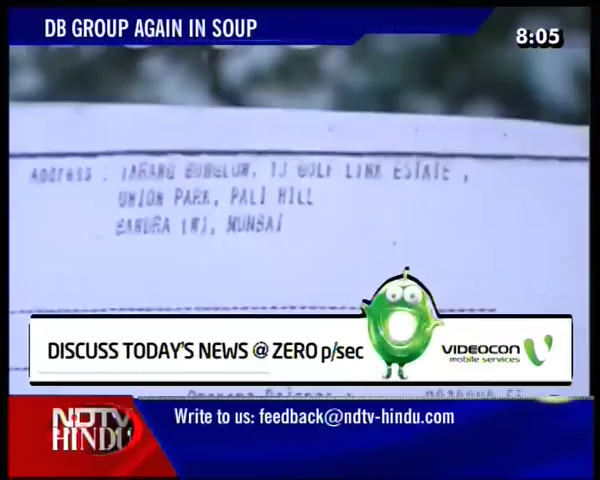 DB GROUP AGAIN IN SOUP
8:05
Address : TARANG BUNGLOW, 13 GOLF LINK ESTATE,
UNION PARK, PALI HILL
BANDRA (W), MUMBAI
DISCUSS TODAY'S NEWS @ ZERO p/sec
VIDEOCON
mobile services
NDTV
HINDU
Write to us: feedback@ndtv-hindu.com